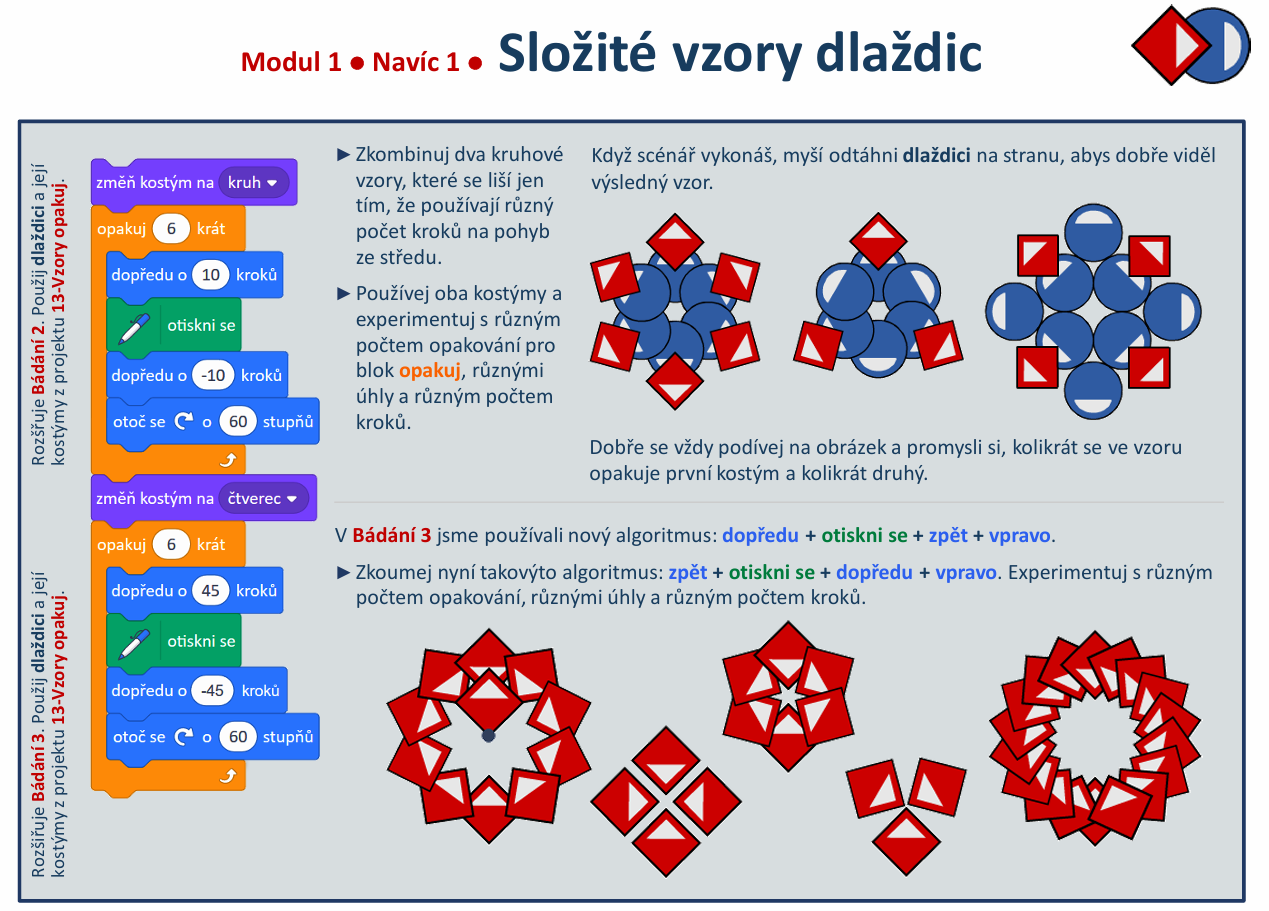 Modul 1 ● Navíc 1 ● Složité vzory dlaždic
Rozšřuje Bádání 2. Použij dlaždici a její
kostýmy z projektu 13-Vzory opakuj.
změň kostým na kruh
opakuj 6 krát
dopředu o 10 kroků
otiskni se
dopředu o -10 kroků
otoč se o 60 stupňů
změň kostým na čtverec
opakuj 6 krát
dopředu o 45 kroků
otiskni se
dopředu o -45 kroků
otoč se o 60 stupňů
► Zkombinuj dva kruhové
vzory, které se liší jen
tím, že používají různý
počet kroků na pohyb
ze středu.
► Používej oba kostýmy a
experimentuj s různým
počtem opakování pro
blok opakuj, různými
úhly a různým počtem
kroků.
Když scénář vykonáš, myší odtáhni dlaždici na stranu, abys dobře viděl
výsledný vzor.
Dobře se vždy podívej na obrázek a promysli si, kolikrát se ve vzoru
opakuje první kostým a kolikrát druhý.
Rozšiřuje Bádání 3. Použij dlaždici a její
kostýmy z projektu 13-Vzory opakuj.
V Bádání 3 jsme používali nový algoritmus: dopředu + otiskni se + zpět + vpravo.
► Zkoumej nyní takovýto algoritmus: zpět + otiskni se + dopředu + vpravo. Experimentuj s různým
počtem opakování, různými úhly a různým počtem kroků.